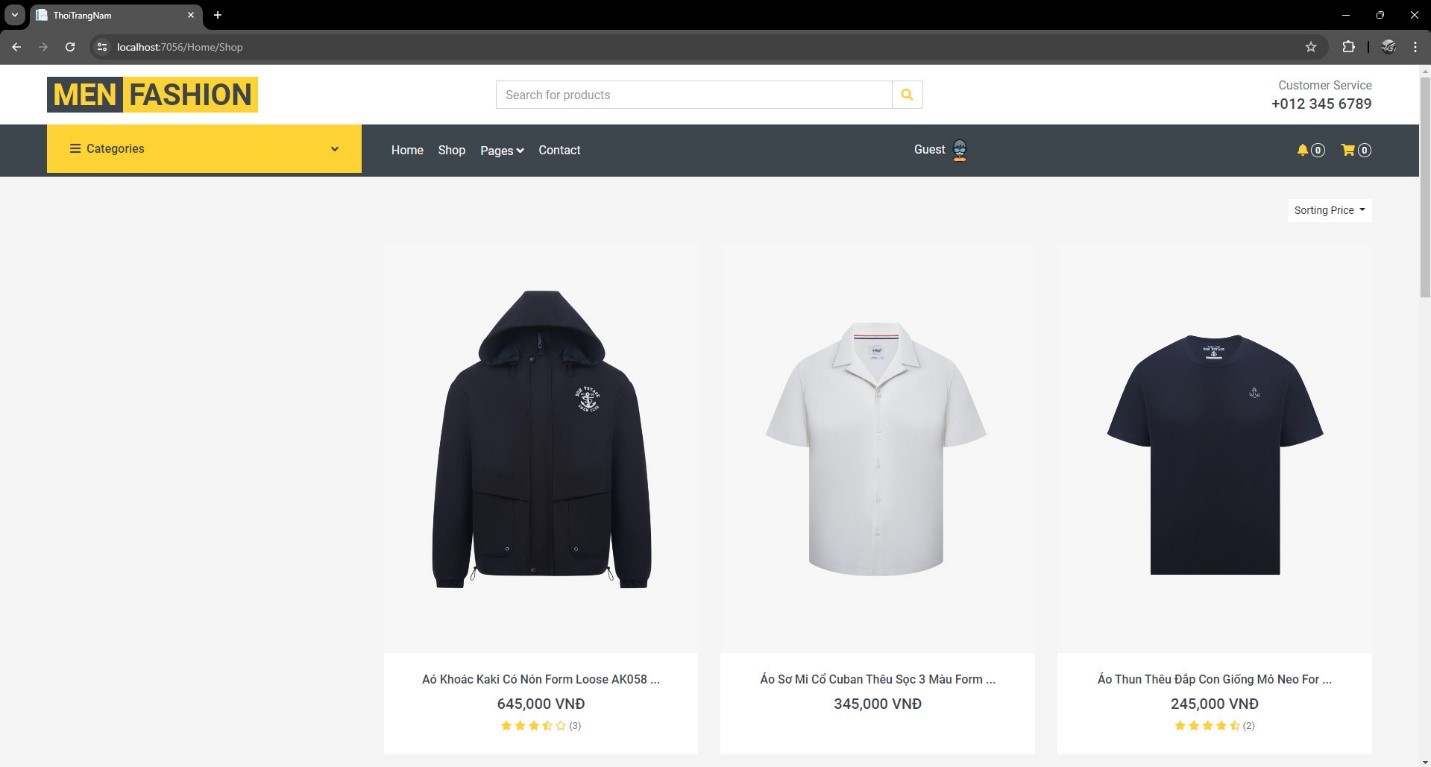 ThoiTrangNam
localhost:7056/Home/Shop
MEN FASHION
Search for products
Customer Service
+012 345 6789
Categories
Home
Shop
Pages
Contact
Guest
0
0
Sorting Price
Aó Khoác Kaki Có Nón Form Loose AK058 ...
645,000 VNĐ
(3)
Áo Sơ Mi Cổ Cuban Thêu Sọc 3 Màu Form ...
345,000 VNĐ
Áo Thun Thêu Đắp Con Giống Mỏ Neo For ...
245,000 VNĐ
(2)